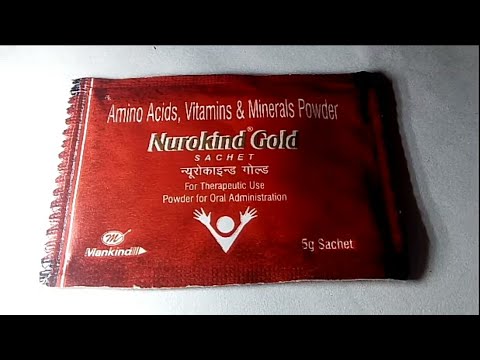 Amino Acids, Vitamins & Minerals Powder
Nurokind® Gold
SACHET
न्यूरोकाइन्ड गोल्ड
For Therapeutic Use
Powder for Oral Administration
m
Mankind
5g Sachet